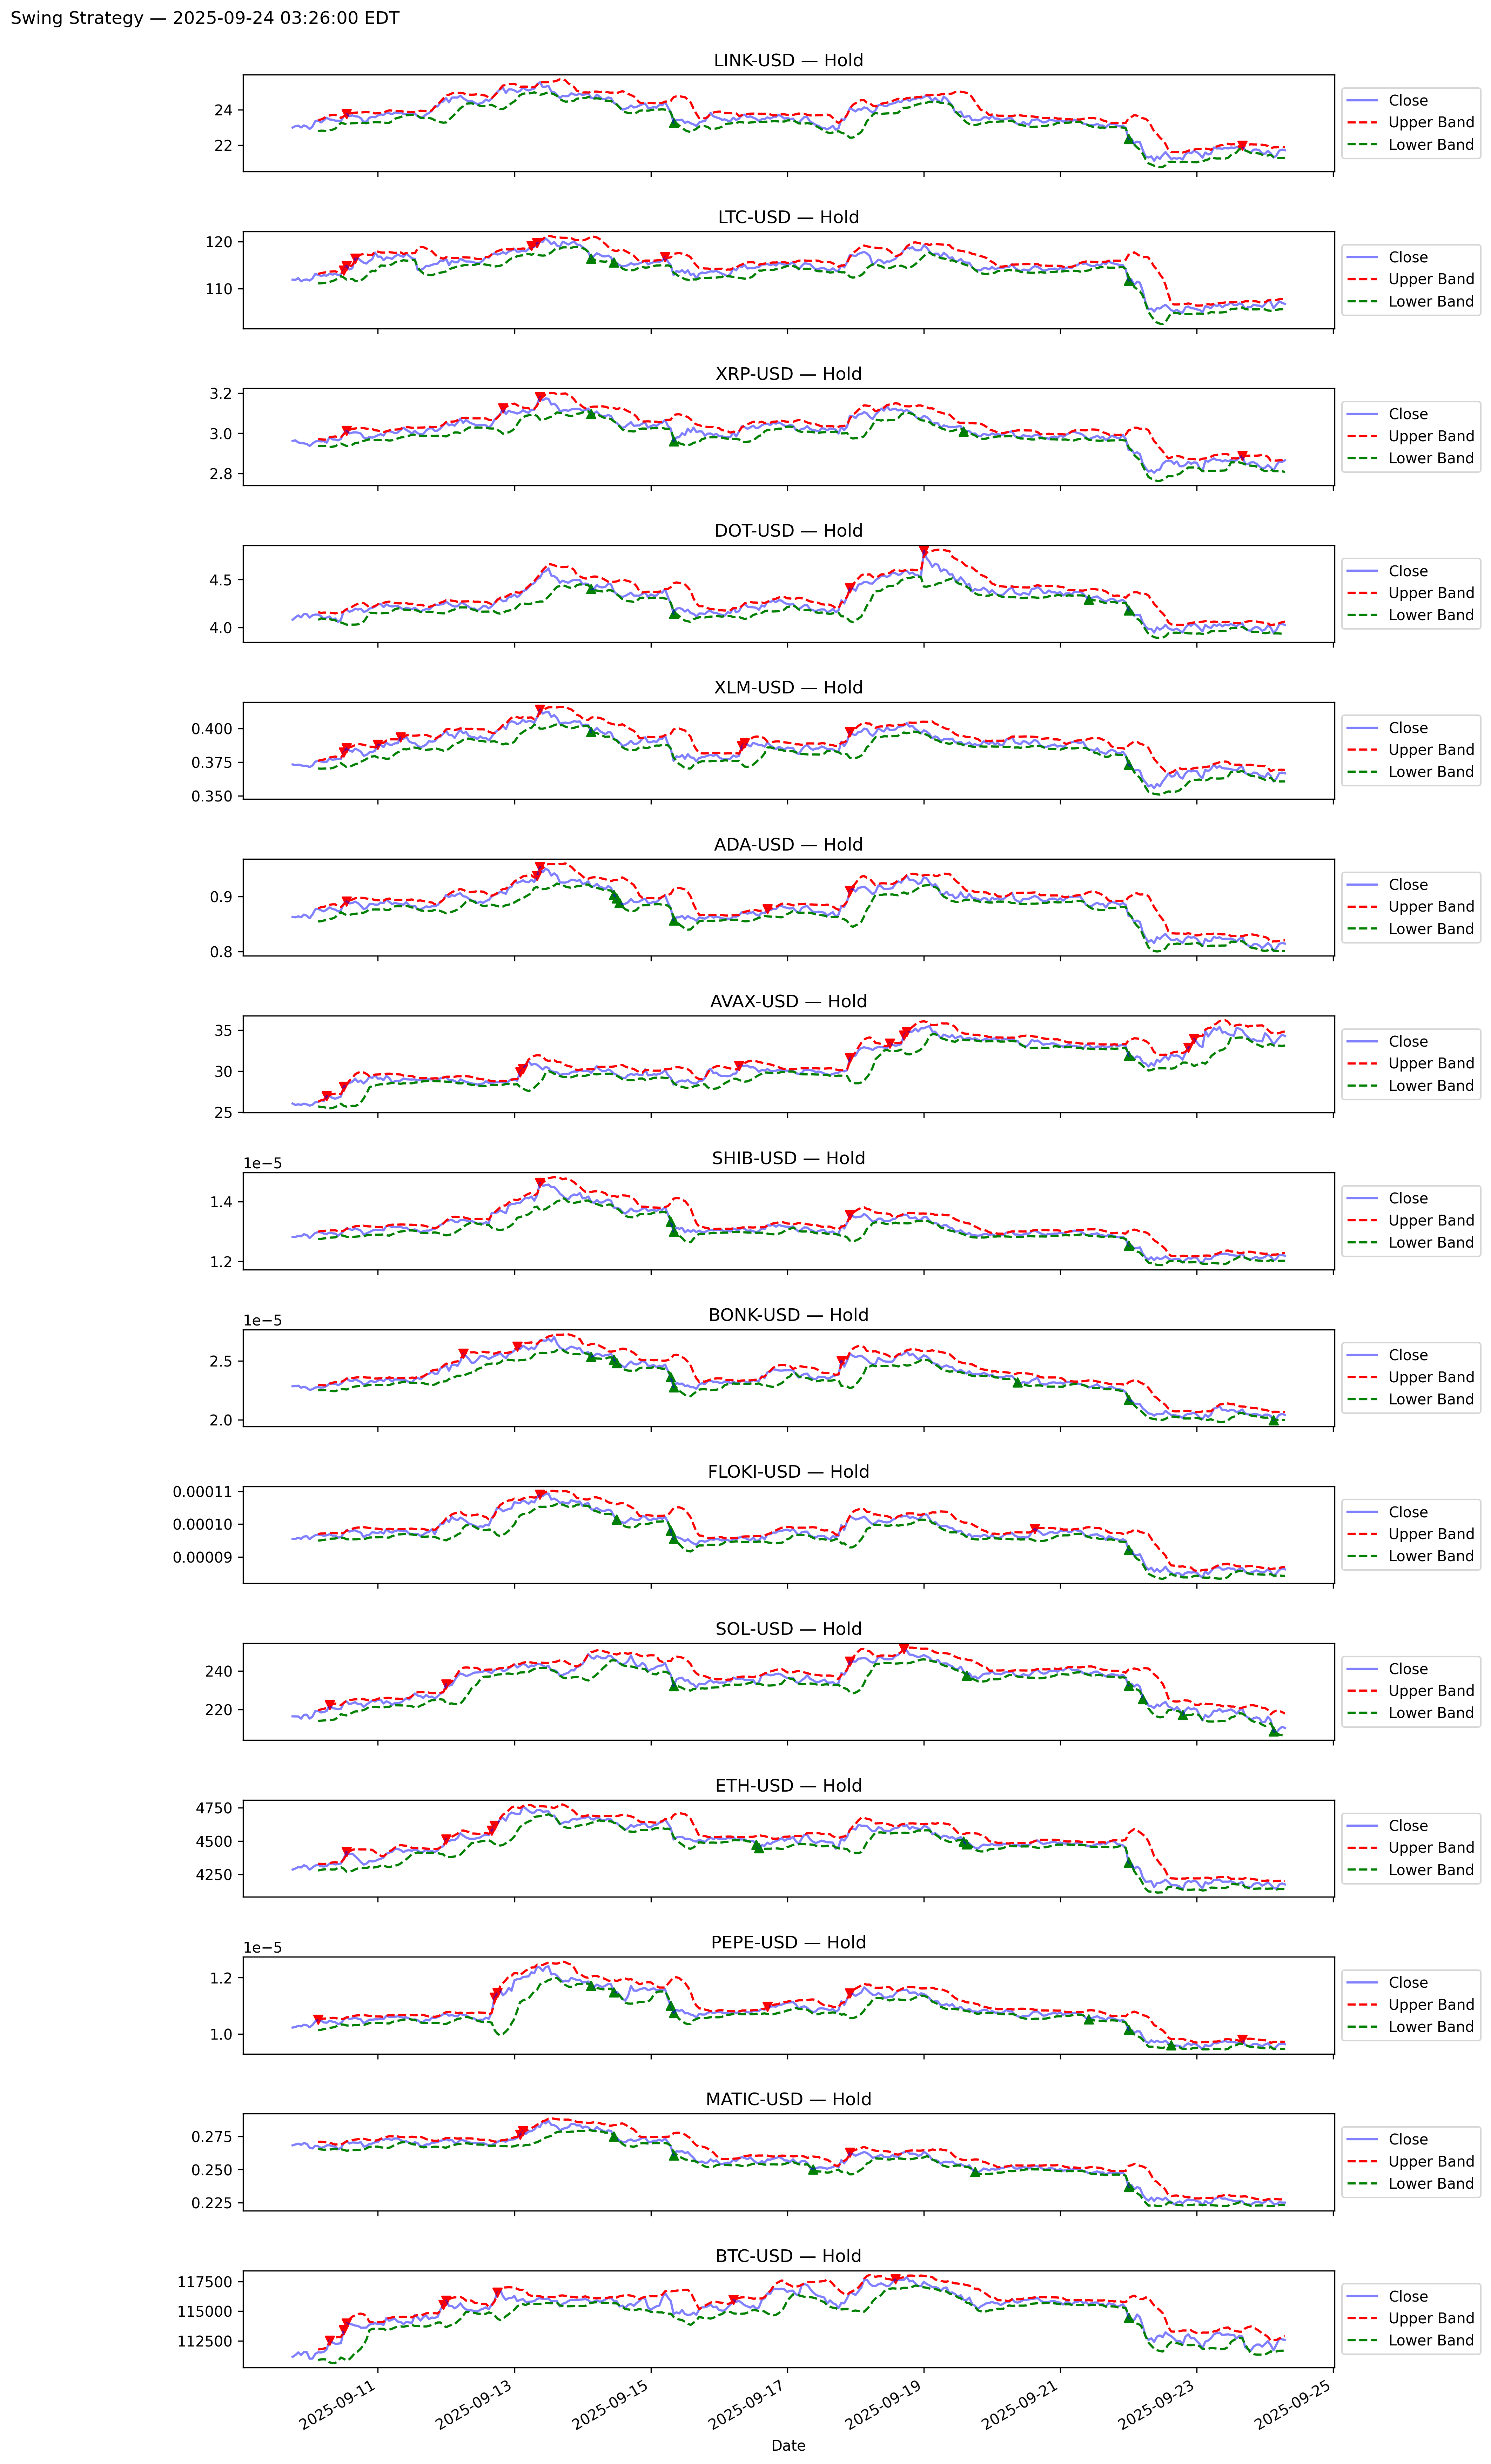 Swing Strategy — 2025-09-24 03:26:00 EDT
LINK-USD — Hold
24
22
Close
Upper Band
Lower Band
LTC-USD — Hold
120
110
Close
Upper Band
Lower Band
XRP-USD — Hold
3.2
3.0
2.8
Close
Upper Band
Lower Band
DOT-USD — Hold
4.5
4.0
Close
Upper Band
Lower Band
XLM-USD — Hold
0.400
0.375
0.350
Close
Upper Band
Lower Band
ADA-USD — Hold
0.9
0.8
Close
Upper Band
Lower Band
AVAX-USD — Hold
35
30
25
Close
Upper Band
Lower Band
SHIB-USD — Hold
1e−5
1.4
1.2
Close
Upper Band
Lower Band
BONK-USD — Hold
1e−5
2.5
2.0
Close
Upper Band
Lower Band
FLOKI-USD — Hold
0.00011
0.00010
0.00009
Close
Upper Band
Lower Band
SOL-USD — Hold
240
220
Close
Upper Band
Lower Band
ETH-USD — Hold
4750
4500
4250
Close
Upper Band
Lower Band
PEPE-USD — Hold
1e−5
1.2
1.0
Close
Upper Band
Lower Band
MATIC-USD — Hold
0.275
0.250
0.225
Close
Upper Band
Lower Band
BTC-USD — Hold
117500
115000
112500
Close
Upper Band
Lower Band
2025-09-11
2025-09-13
2025-09-15
2025-09-17
2025-09-19
2025-09-21
2025-09-23
2025-09-25
Date